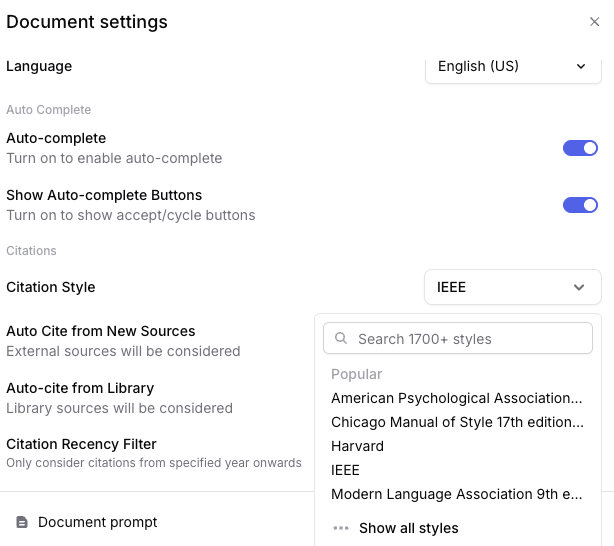 Document settings
Language
English (US)
Auto Complete
Auto-complete
Turn on to enable auto-complete
Show Auto-complete Buttons
Turn on to show accept/cycle buttons
Citations
Citation Style
IEEE
Auto Cite from New Sources
External sources will be considered
Auto-cite from Library
Library sources will be considered
Citation Recency Filter
Only consider citations from specified year onwards
Search 1700+ styles
Popular
American Psychological Association...
Chicago Manual of Style 17th edition...
Harvard
IEEE
Modern Language Association 9th e...
Show all styles
Document prompt